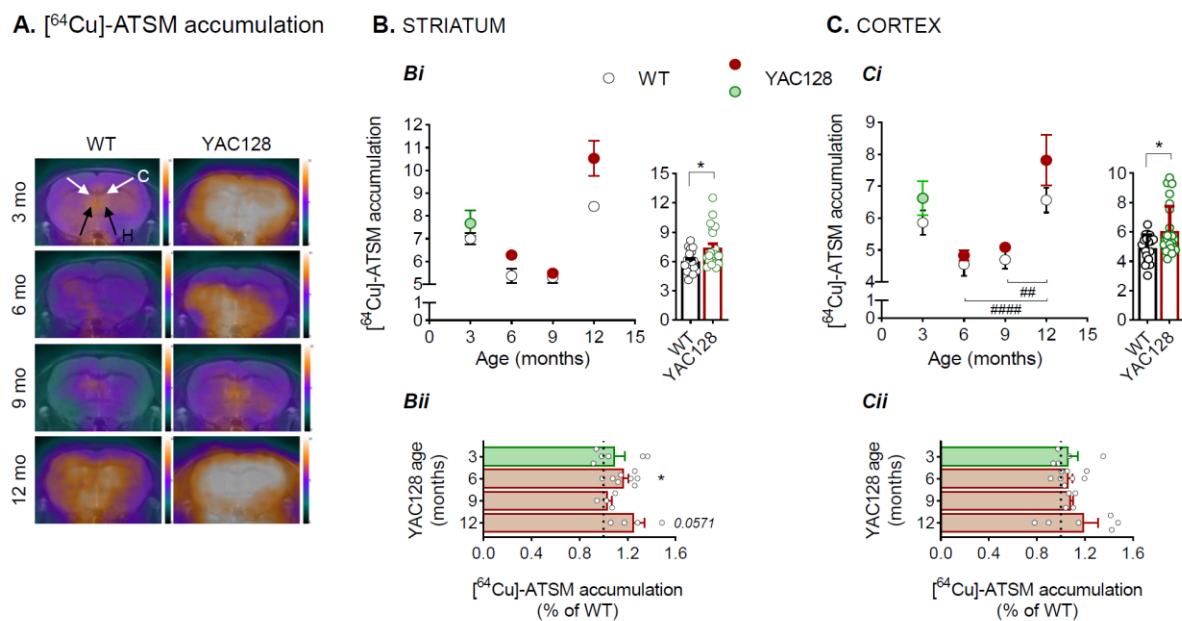 A. [⁶⁴Cu]-ATSM accumulation
WT
YAC128
3 mo
C
H
6 mo
9 mo
12 mo
B. STRIATUM
Bi
WT
YAC128
[⁶⁴Cu]-ATSM accumulation
12
11
10
9
8
7
6
5
1
0
0
3
6
9
12
15
Age (months)
*
15
12
9
6
3
0
WT
YAC128
Bii
YAC128 age
(months)
3
6
9
12
*
0.0571
0.0
0.4
0.8
1.2
1.6
[⁶⁴Cu]-ATSM accumulation
(% of WT)
C. CORTEX
Ci
[⁶⁴Cu]-ATSM accumulation
9
8
7
6
5
4
1
0
##
####
0
3
6
9
12
15
Age (months)
*
10
8
6
4
2
0
WT
YAC128
Cii
YAC128 age
(months)
3
6
9
12
0.0
0.4
0.8
1.2
1.6
[⁶⁴Cu]-ATSM accumulation
(% of WT)